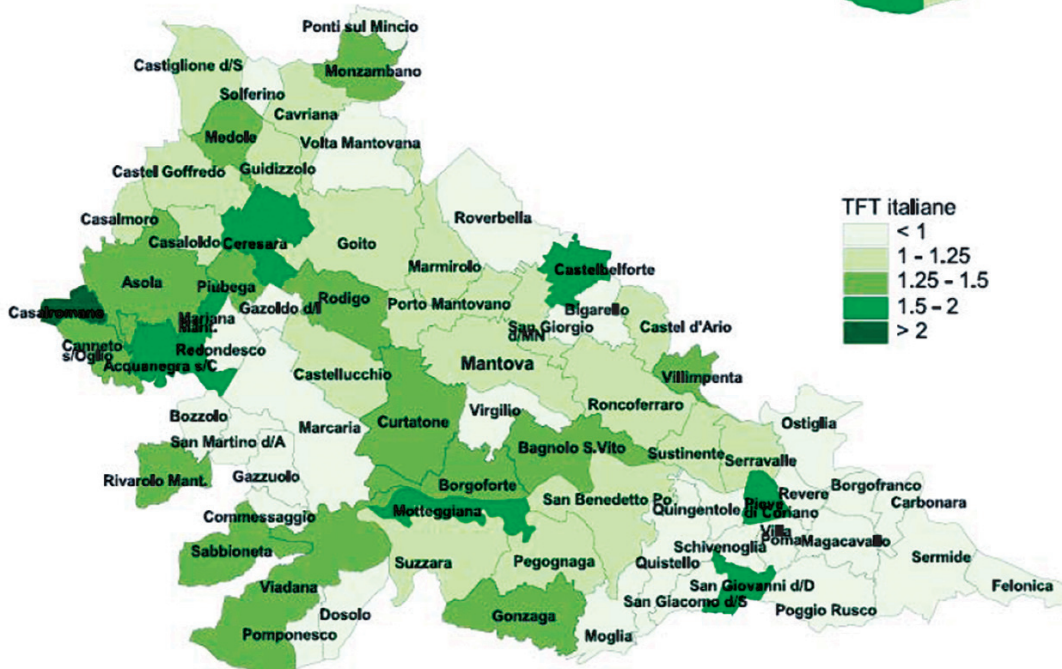 Ponti sul Mincio
Castiglione d/S
Monzambano
Solferino
Cavriana
Medole
Volta Mantovana
Castel Goffredo
Guidizzolo
TFT italiane
< 1
1 - 1.25
1.25 - 1.5
1.5 - 2
> 2
Casalmoro
Roverbella
Casaloldo
Ceresara
Goito
Marmirolo
Castelbelforte
Asola
Piubega
Rodigo
Porto Mantovano
Gazoldo d/I
Bigarello
Casalromano
Mariana
Mant.
San Giorgio
d/MN
Castel d'Ario
Canneto
s/Oglio
Redondesco
Acquanegra s/C
Mantova
Castellucchio
Villimpenta
Bozzolo
Marcaria
Curtatone
Virgilio
Roncoferraro
Ostiglia
San Martino d/A
Bagnolo S.Vito
Sustinente
Serravalle
Rivarolo Mant.
Gazzuolo
Borgoforte
San Benedetto Po
Quingentole
Pieve
di Coriano
Revere
Borgofranco
Carbonara
Commessaggio
Motteggiana
Villa
Poma
Magacavallo
Sabbioneta
Suzzara
Pegognaga
Schivenoglia
Quistello
Sermide
Viadana
San Giovanni d/D
San Giacomo d/S
Felonica
Dosolo
Pomponesco
Gonzaga
Moglia
Poggio Rusco